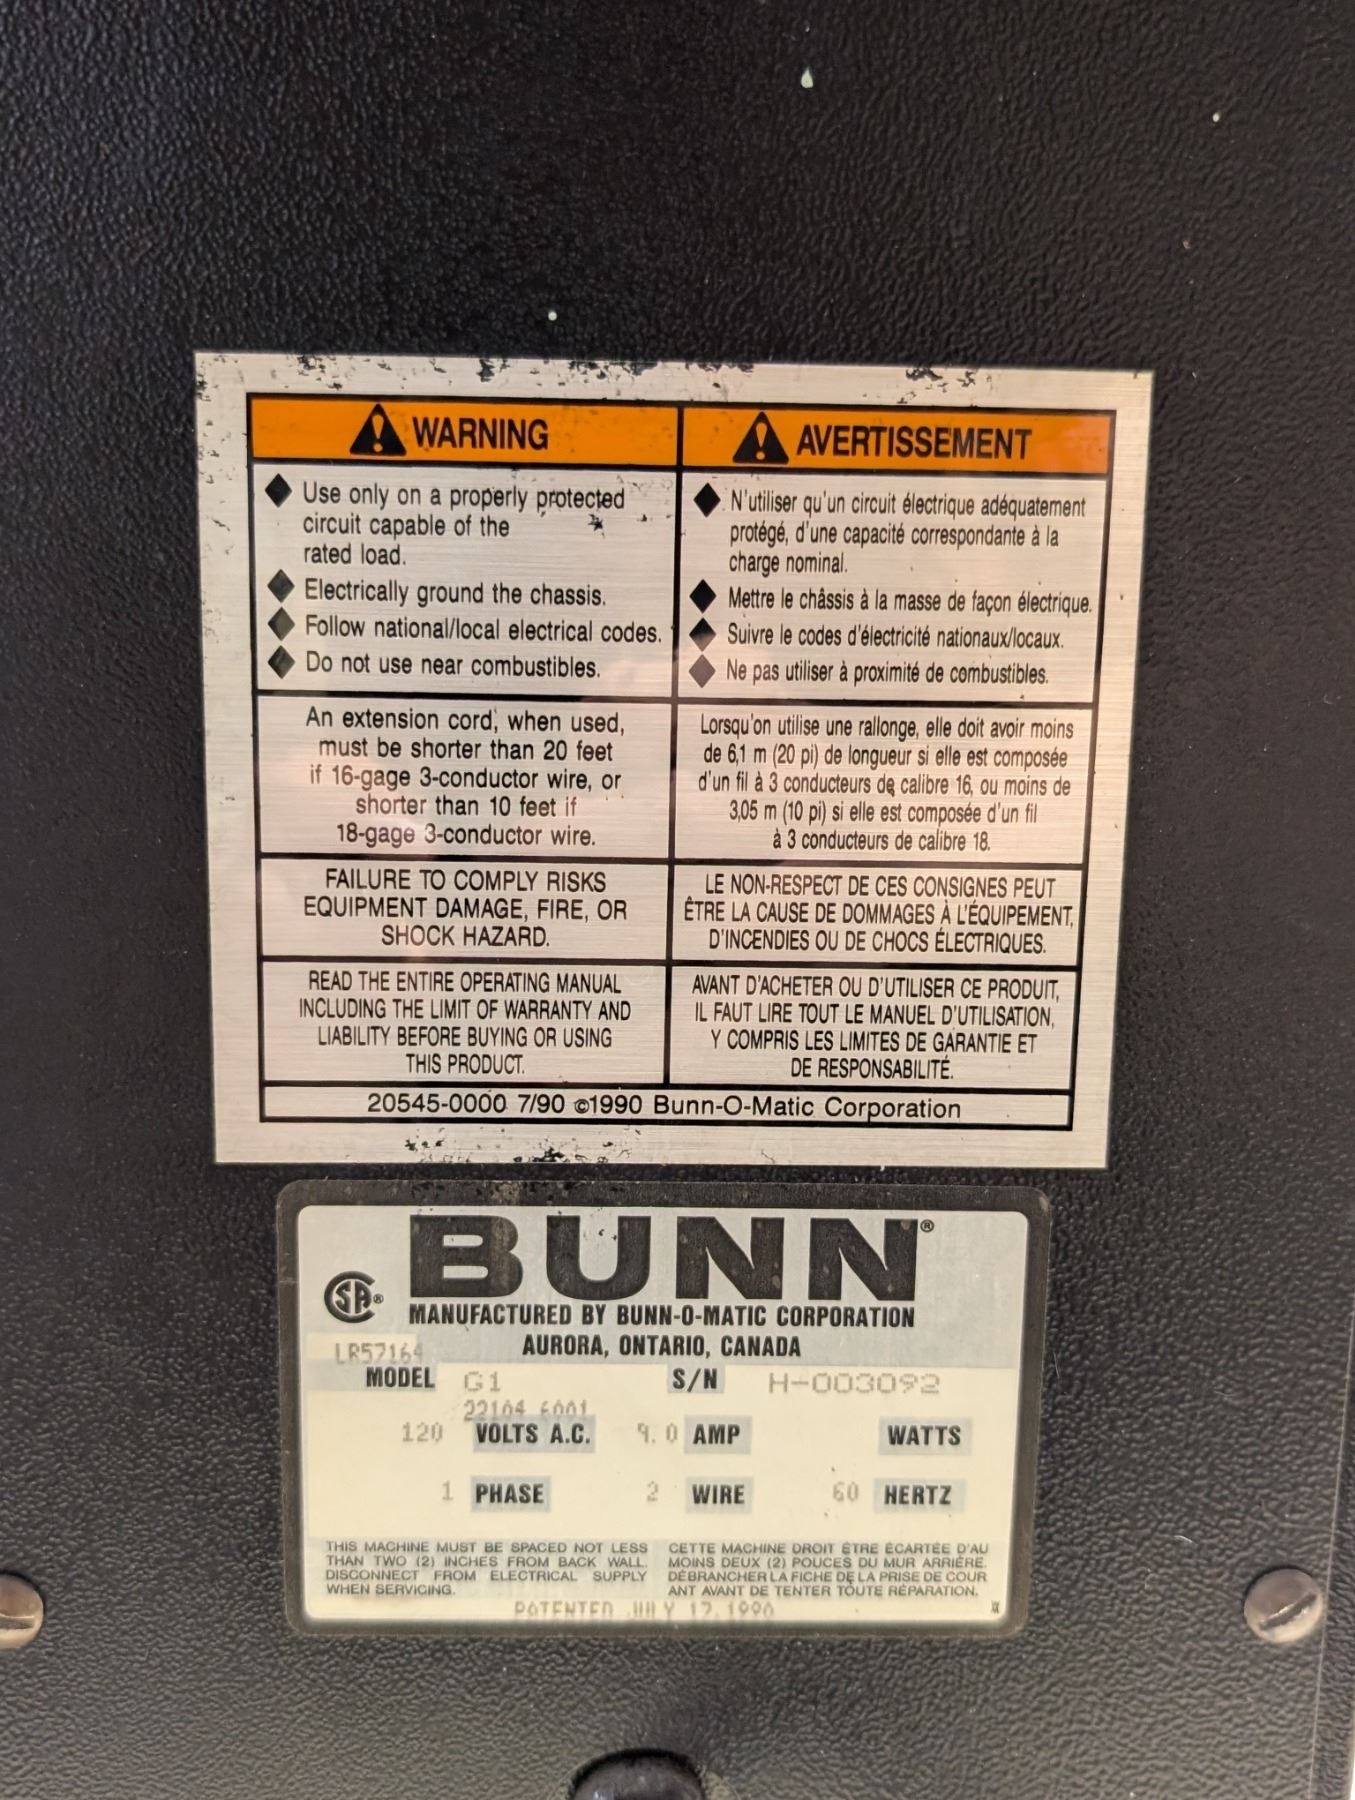 WARNING
Use only on a properly protected
circuit capable of the
rated load.
Electrically ground the chassis.
Follow national/local electrical codes.
Do not use near combustibles.
An extension cord, when used,
must be shorter than 20 feet
if 16-gage 3-conductor wire, or
shorter than 10 feet if
18-gage 3-conductor wire.
FAILURE TO COMPLY RISKS
EQUIPMENT DAMAGE, FIRE, OR
SHOCK HAZARD.
READ THE ENTIRE OPERATING MANUAL
INCLUDING THE LIMIT OF WARRANTY AND
LIABILITY BEFORE BUYING OR USING
THIS PRODUCT.
AVERTISSEMENT
N'utiliser qu'un circuit électrique adéquatement
protégé, d'une capacité correspondante à la
charge nominal.
Mettre le châssis à la masse de façon électrique.
Suivre le codes d'électricité nationaux/locaux.
Ne pas utiliser à proximité de combustibles.
Lorsqu'on utilise une rallonge, elle doit avoir moins
de 6,1 m (20 pi) de longueur si elle est composée
d'un fil à 3 conducteurs de calibre 16, ou moins de
3,05 m (10 pi) si elle est composée d'un fil
à 3 conducteurs de calibre 18.
LE NON-RESPECT DE CES CONSIGNES PEUT
ÊTRE LA CAUSE DE DOMMAGES À L'ÉQUIPEMENT,
D'INCENDIES OU DE CHOCS ÉLECTRIQUES.
AVANT D'ACHETER OU D'UTILISER CE PRODUIT,
IL FAUT LIRE TOUT LE MANUEL D'UTILISATION,
Y COMPRIS LES LIMITES DE GARANTIE ET
DE RESPONSABILITÉ.
20545-0000 7/90 ©1990 Bunn-O-Matic Corporation
BUNN®
SA®
MANUFACTURED BY BUNN-O-MATIC CORPORATION
AURORA, ONTARIO, CANADA
LR57164
MODEL G1 S/N H-003092
22104.6001
120 VOLTS A.C. 9.0 AMP WATTS
1 PHASE 2 WIRE 60 HERTZ
THIS MACHINE MUST BE SPACED NOT LESS
THAN TWO (2) INCHES FROM BACK WALL.
DISCONNECT FROM ELECTRICAL SUPPLY
WHEN SERVICING.
CETTE MACHINE DROIT ÊTRE ÉCARTÉE D'AU
MOINS DEUX (2) POUCES DU MUR ARRIÈRE.
DÉBRANCHER LA FICHE DE LA PRISE DE COUR
ANT AVANT DE TENTER TOUTE RÉPARATION.
PATENTED JULY 17,1990